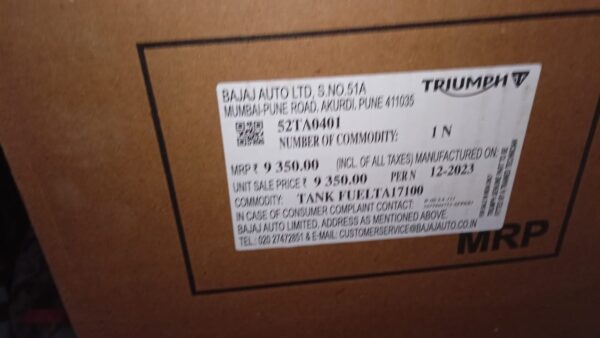 BAJAJ AUTO LTD, S.NO.51A
TRIUMPH
MUMBAI-PUNE ROAD, AKURDI, PUNE 411035
52TA0401
NUMBER OF COMMODITY: 1 N
MRP ₹ 9 350.00 (INCL. OF ALL TAXES) MANUFACTURED ON:
UNIT SALE PRICE ₹ 9 350.00 PER N 12-2023
COMMODITY: TANK FUELTA17100
IN CASE OF CONSUMER COMPLAINT CONTACT:
BAJAJ AUTO LIMITED, ADDRESS AS MENTIONED ABOVE.
TEL.: 020 27472851 & E-MAIL: CUSTOMERSERVICE@BAJAJAUTO.CO.IN
MRP